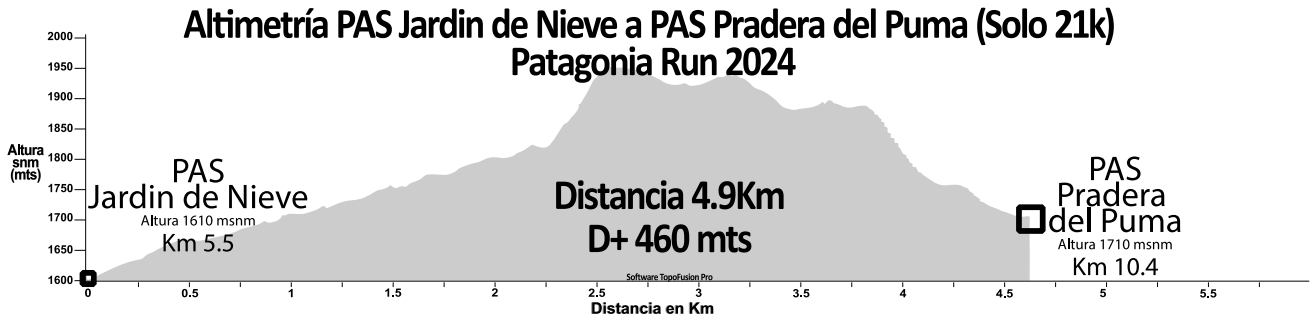 Altimetría PAS Jardin de Nieve a PAS Pradera del Puma (Solo 21k)
Patagonia Run 2024
2000
1950
1900
1850
1800
1750
1700
1650
1600
Altura
snm
(mts)
PAS
Jardin de Nieve
Altura 1610 msnm
Km 5.5
Distancia 4.9Km
D+ 460 mts
Software TopoFusion Pro
PAS
Pradera
del Puma
Altura 1710 msnm
Km 10.4
0 0.5 1 1.5 2 2.5 3 3.5 4 4.5 5 5.5
Distancia en Km